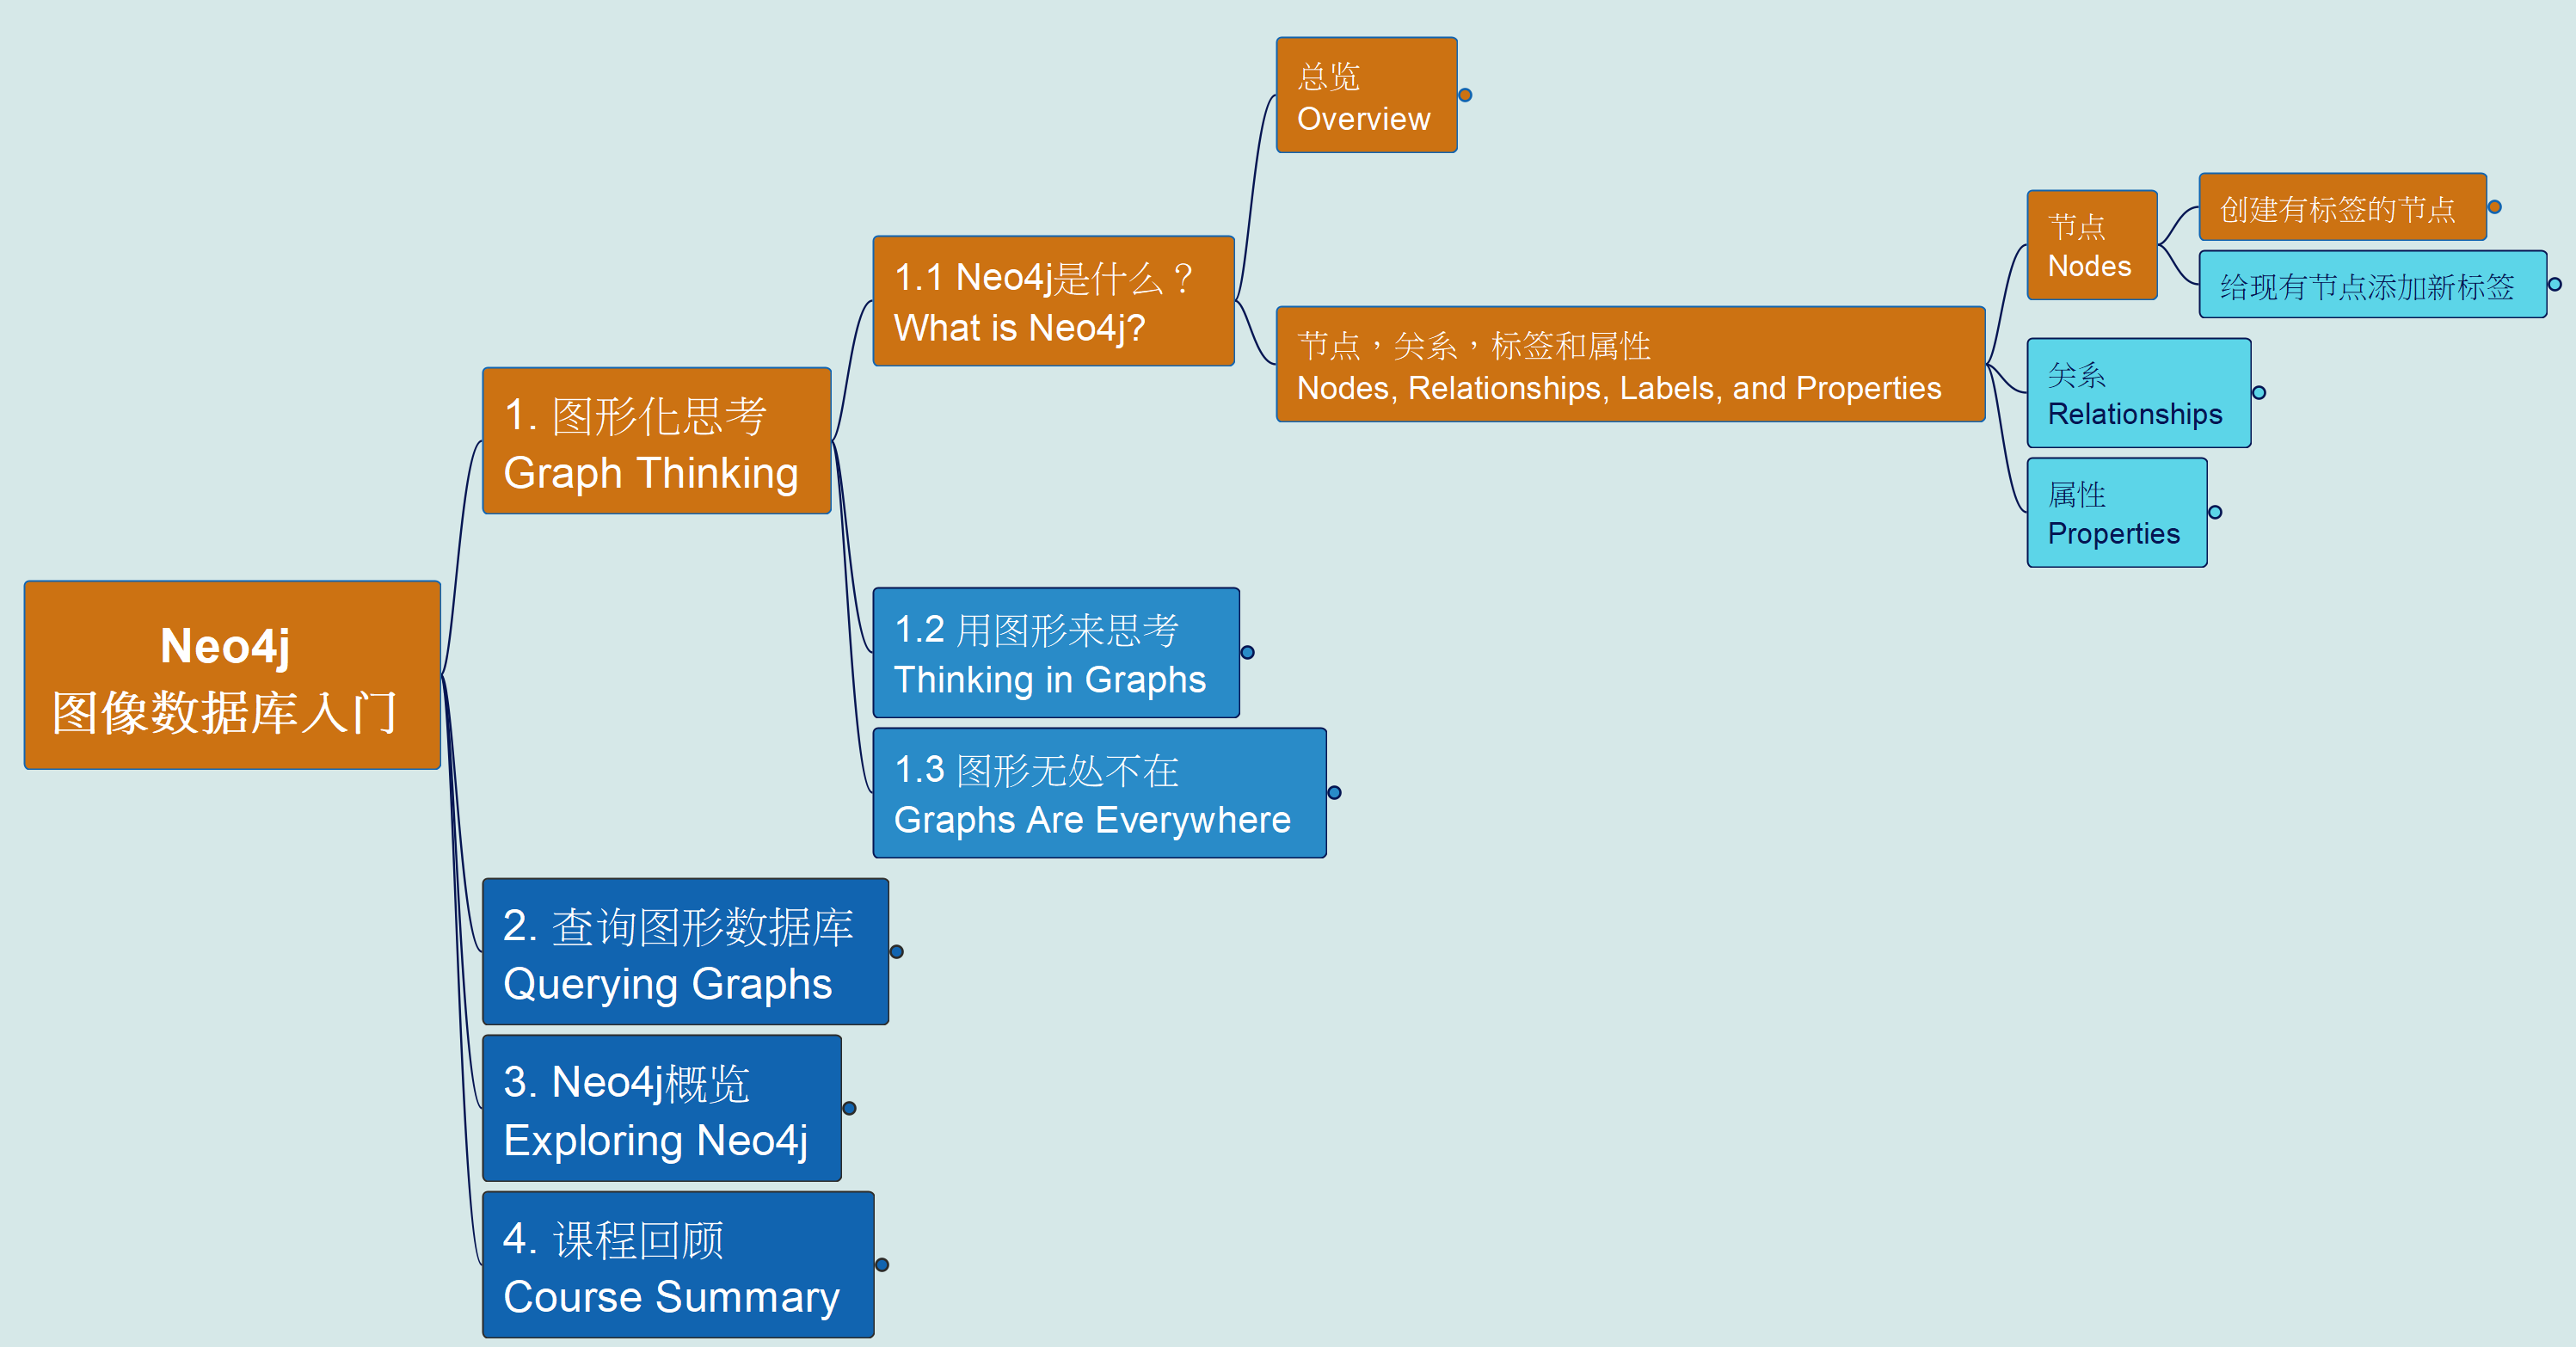 Neo4j
图像数据库入门
1. 图形化思考
Graph Thinking
1.1 Neo4j是什么？
What is Neo4j?
总览
Overview
节点，关系，标签和属性
Nodes, Relationships, Labels, and Properties
节点
Nodes
创建有标签的节点
给现有节点添加新标签
关系
Relationships
属性
Properties
1.2 用图形来思考
Thinking in Graphs
1.3 图形无处不在
Graphs Are Everywhere
2. 查询图形数据库
Querying Graphs
3. Neo4j概览
Exploring Neo4j
4. 课程回顾
Course Summary